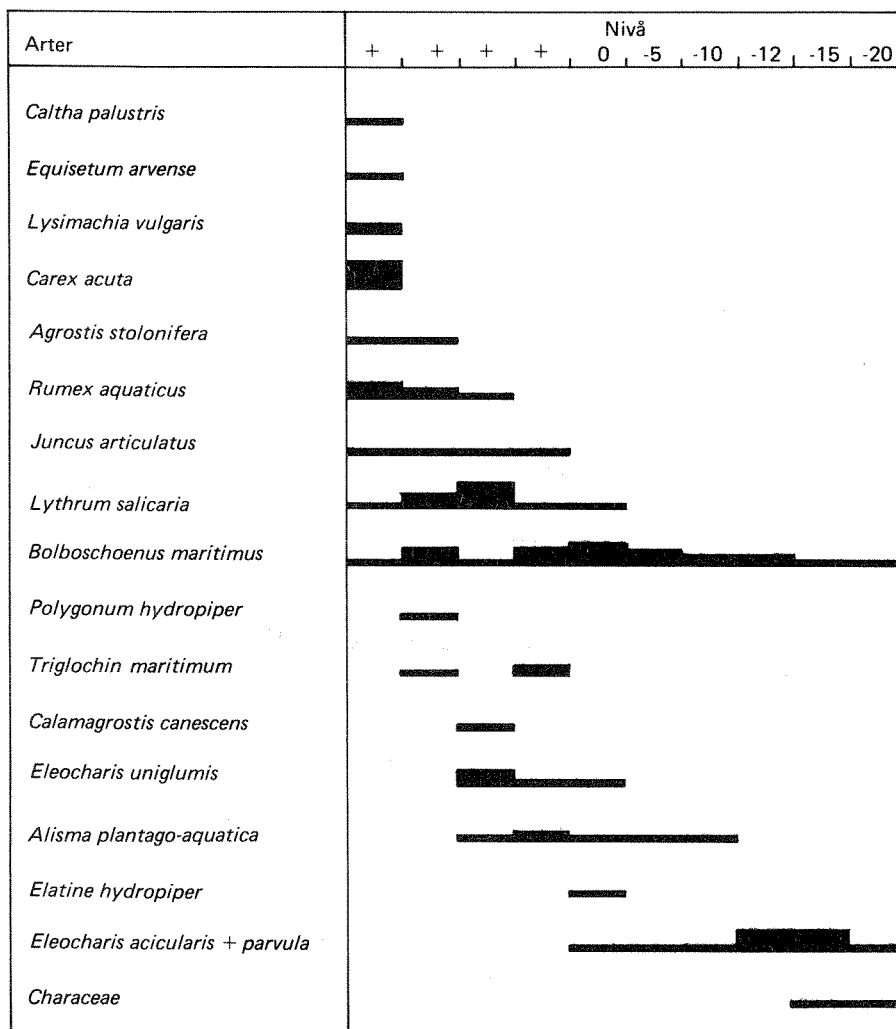 Nivå
Arter
+ + + + 0 -5 -10 -12 -15 -20
Caltha palustris
Equisetum arvense
Lysimachia vulgaris
Carex acuta
Agrostis stolonifera
Rumex aquaticus
Juncus articulatus
Lythrum salicaria
Bolboschoenus maritimus
Polygonum hydropiper
Triglochin maritimum
Calamagrostis canescens
Eleocharis uniglumis
Alisma plantago-aquatica
Elatine hydropiper
Eleocharis acicularis + parvula
Characeae